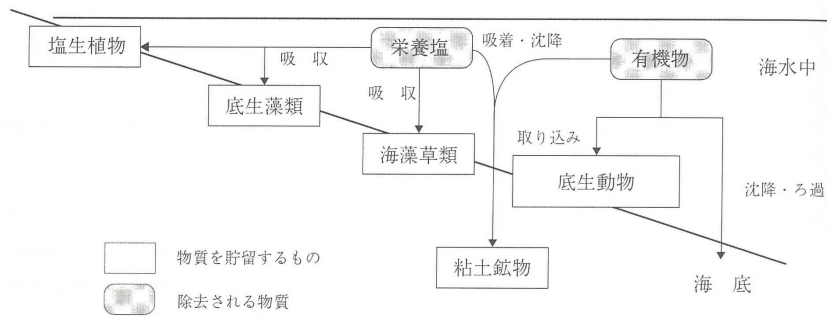 塩生植物
吸収
栄養塩
吸着・沈降
有機物
海水中
底生藻類
吸収
海藻草類
取り込み
底生動物
沈降・ろ過
粘土鉱物
海底
物質を貯留するもの
除去される物質